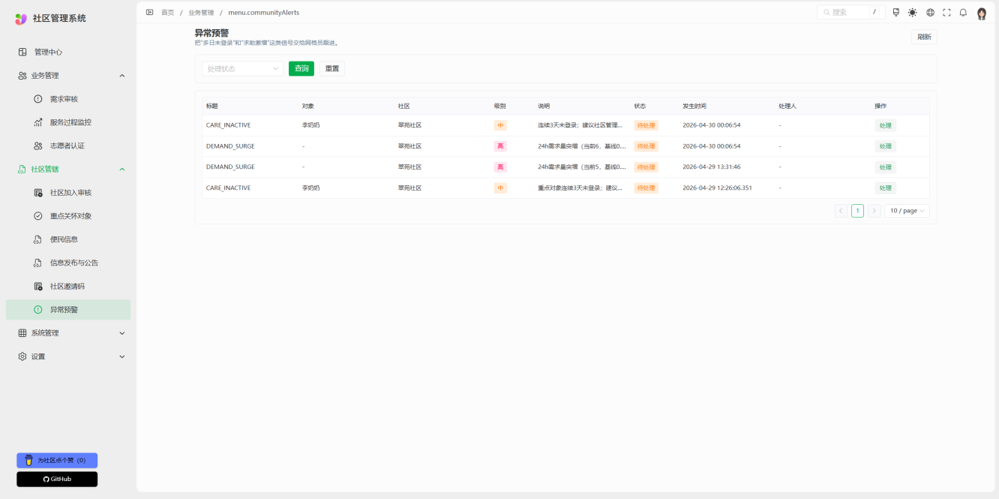 社区管理系统
首页 / 业务管理 / menu.communityAlerts
搜索 /
管理中心
业务管理
需求审核
服务过程监控
志愿者认证
社区管辖
社区加入审核
重点关怀对象
便民信息
信息发布与公告
社区邀请码
异常预警
系统管理
设置
为社区点个赞（0）
GitHub
异常预警
把“多日未登录”和“求助激增”这类信号交给网格员跟进。
刷新
处理状态 查询 重置
标题 对象 社区 级别 说明 状态 发生时间 处理人 操作
CARE_INACTIVE 李奶奶 翠苑社区 中 连续3天未登录；建议社区管理... 待处理 2026-04-30 00:06:54 - 处理
DEMAND_SURGE - 翠苑社区 高 24h需求量突增（当前6，基线0.... 待处理 2026-04-30 00:06:54 - 处理
DEMAND_SURGE - 翠苑社区 高 24h需求量突增（当前5，基线0.... 待处理 2026-04-29 13:31:46 - 处理
CARE_INACTIVE 李奶奶 翠苑社区 中 重点对象连续3天未登录；建议... 待处理 2026-04-29 12:26:06.351 - 处理
1 10 / page